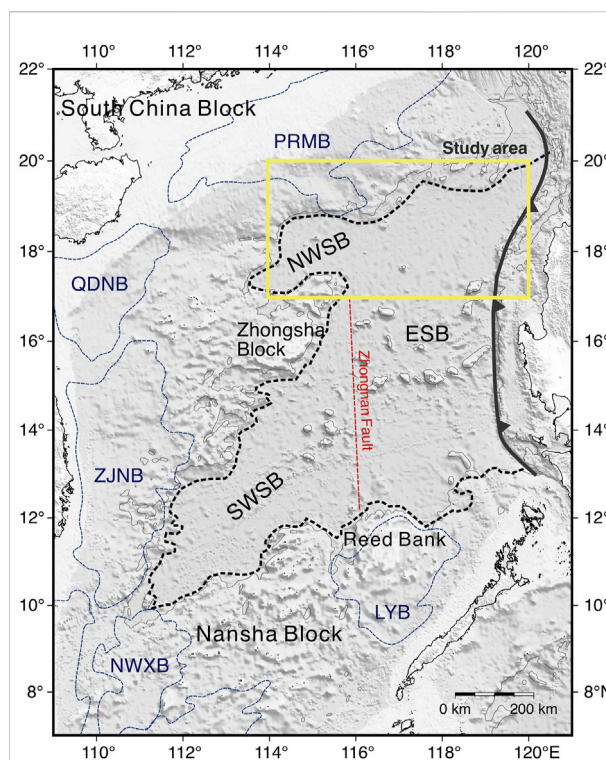 110° 112° 114° 116° 118° 120°
22° 22°
South China Block
PRMB
Study area
20° 20°
18° 18°
NWSB
QDNB
16° 16°
Zhongsha
Block
ESB
Zhongnan Fault
14° 14°
ZJNB
SWSB
12° 12°
Reed Bank
10° 10°
LYB
Nansha Block
NWXB
8° 8°N
0 km 200 km
110° 112° 114° 116° 118° 120°E